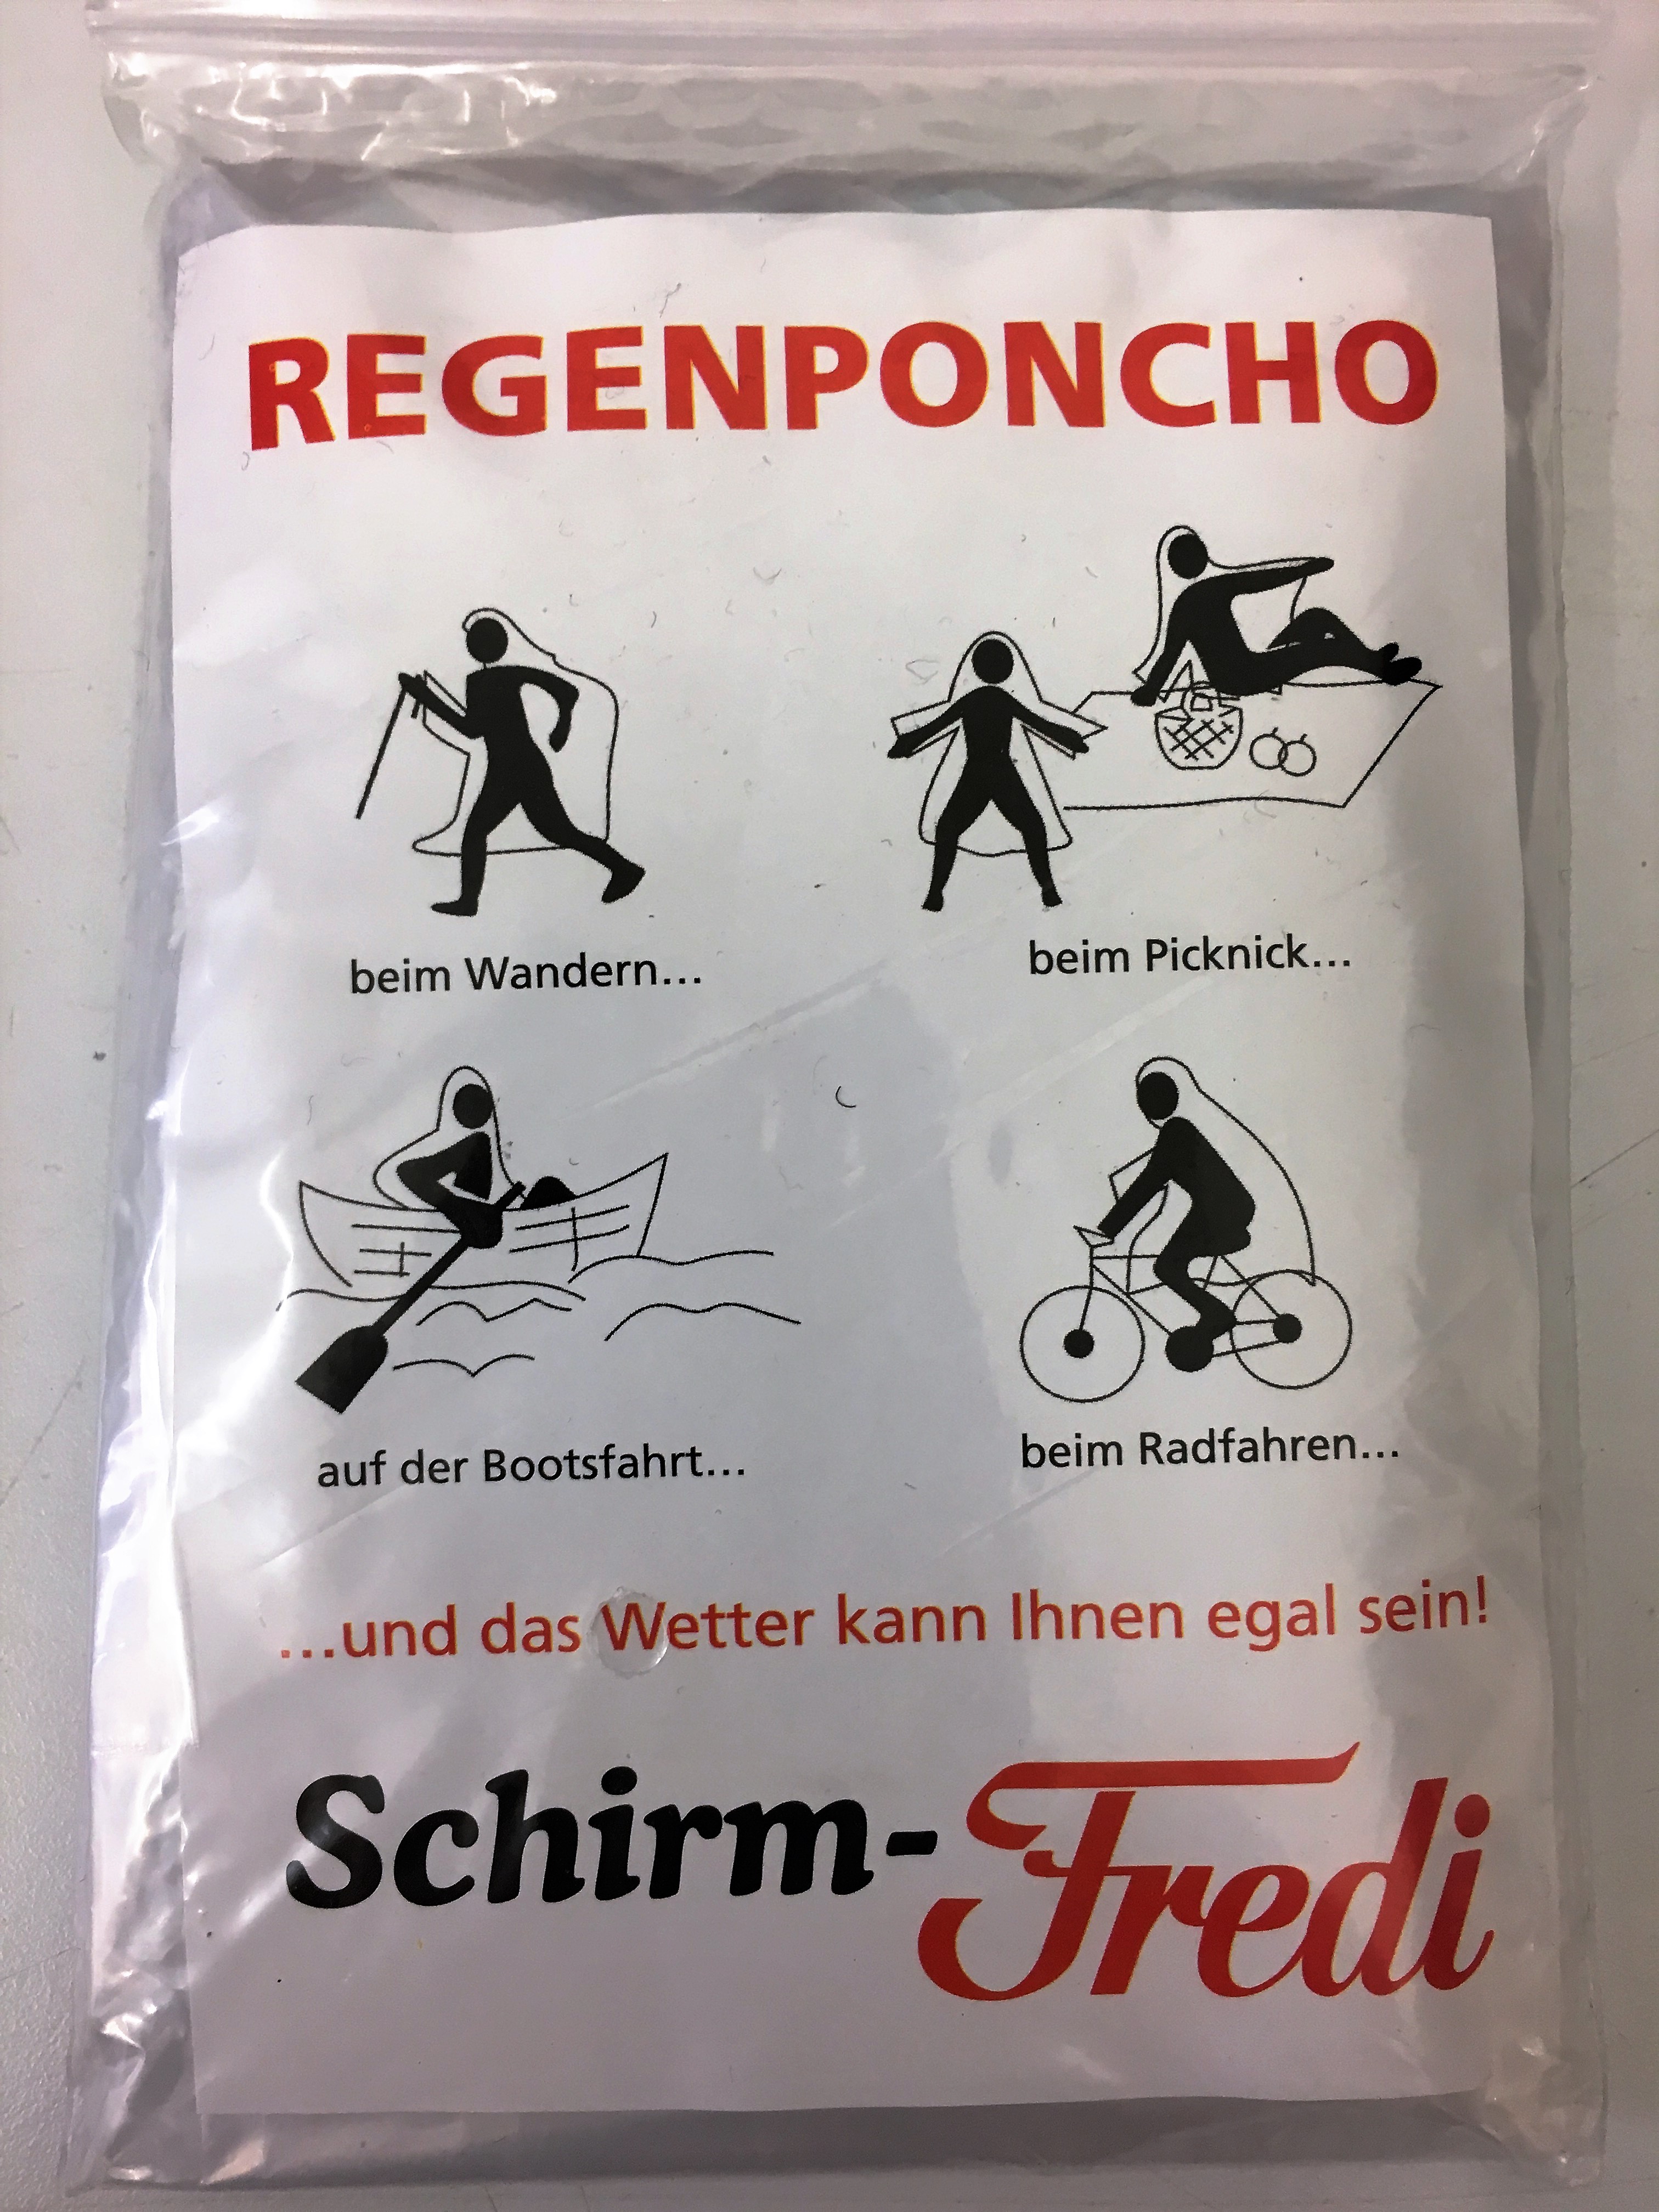 REGENPONCHO
beim Wandern...
beim Picknick...
auf der Bootsfahrt...
beim Radfahren...
...und das Wetter kann Ihnen egal sein!
Schirm-Fredi